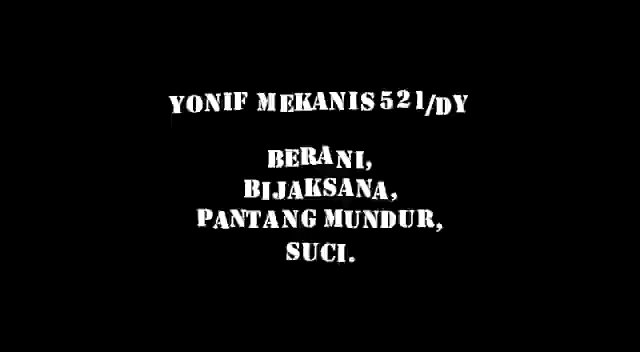 YONIF MEKANIS 521/DY
BERANI,
BIJAKSANA,
PANTANG MUNDUR,
SUCI.